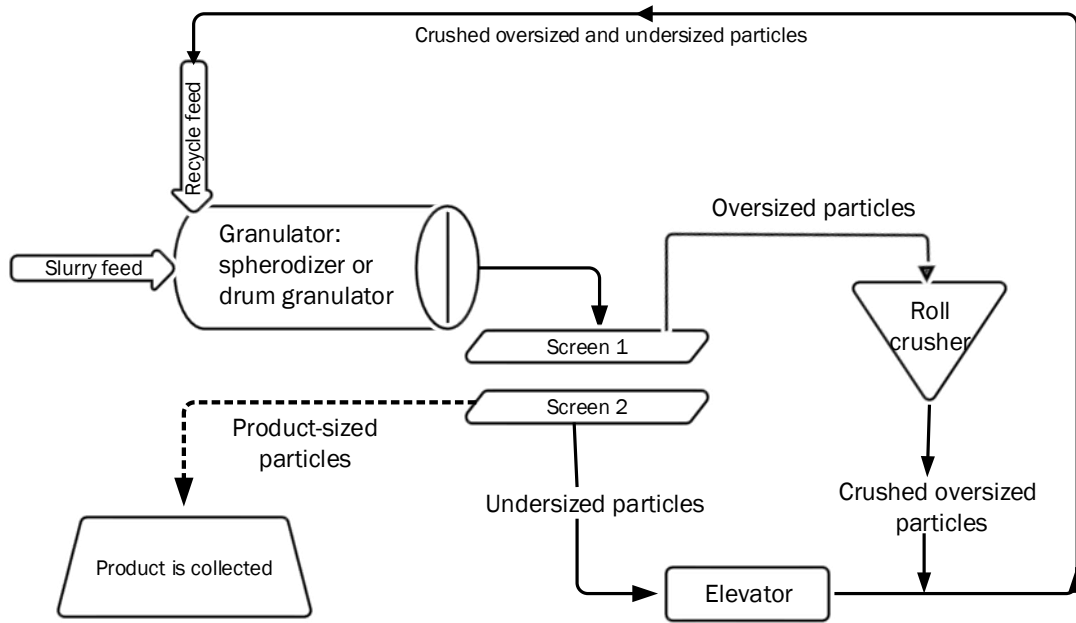 Crushed oversized and undersized particles
Recycle feed
Slurry feed
Granulator:
spherodizer or
drum granulator
Oversized particles
Roll
crusher
Screen 1
Screen 2
Product-sized
particles
Undersized particles
Crushed oversized
particles
Product is collected
Elevator